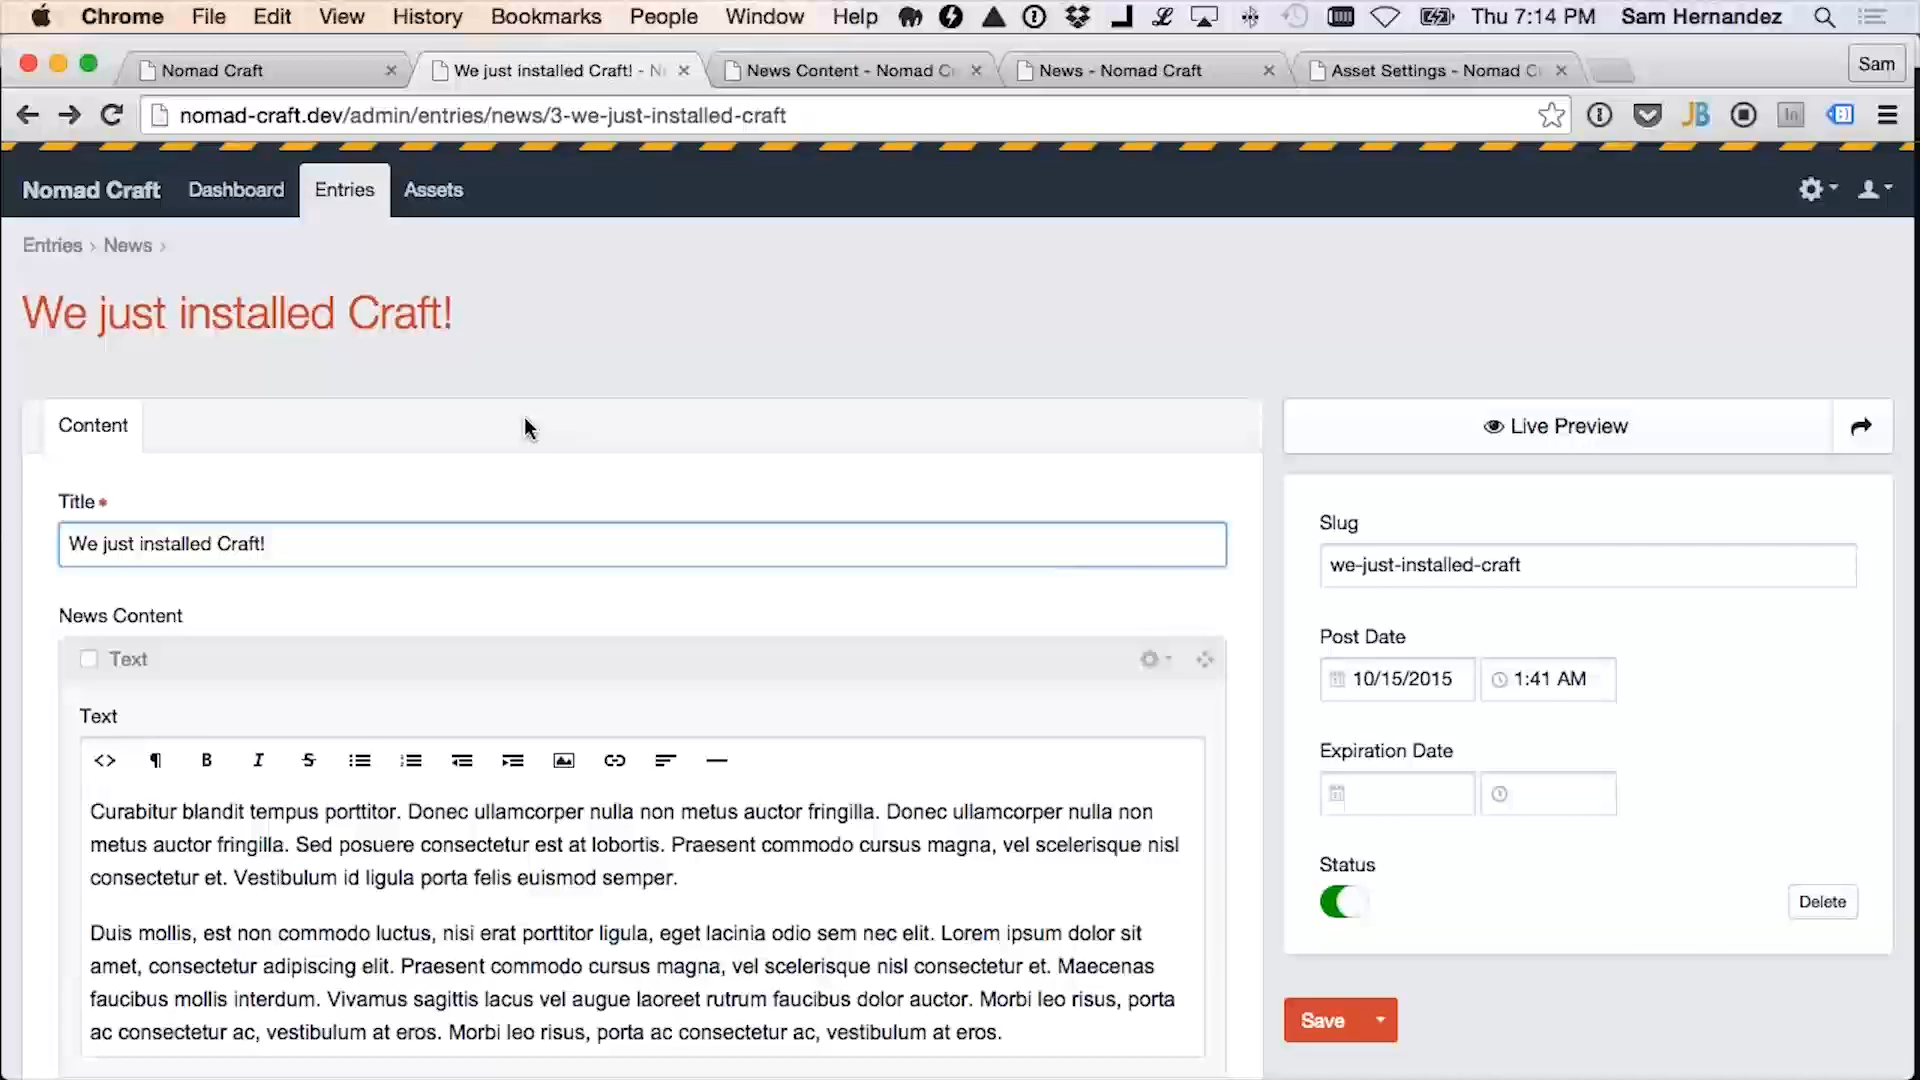 Chrome File Edit View History Bookmarks People Window Help Thu 7:14 PM Sam Hernandez
Nomad Craft
We just installed Craft! - N
News Content - Nomad C
News - Nomad Craft
Asset Settings - Nomad C
Sam
nomad-craft.dev/admin/entries/news/3-we-just-installed-craft
Nomad Craft Dashboard Entries Assets
Entries › News ›
We just installed Craft!
Content
Live Preview
Title*
We just installed Craft!
News Content
Text
Text
Curabitur blandit tempus porttitor. Donec ullamcorper nulla non metus auctor fringilla. Donec ullamcorper nulla non
metus auctor fringilla. Sed posuere consectetur est at lobortis. Praesent commodo cursus magna, vel scelerisque nisl
consectetur et. Vestibulum id ligula porta felis euismod semper.
Duis mollis, est non commodo luctus, nisi erat porttitor ligula, eget lacinia odio sem nec elit. Lorem ipsum dolor sit
amet, consectetur adipiscing elit. Praesent commodo cursus magna, vel scelerisque nisl consectetur et. Maecenas
faucibus mollis interdum. Vivamus sagittis lacus vel augue laoreet rutrum faucibus dolor auctor. Morbi leo risus, porta
ac consectetur ac, vestibulum at eros. Morbi leo risus, porta ac consectetur ac, vestibulum at eros.
Slug
we-just-installed-craft
Post Date
10/15/2015 1:41 AM
Expiration Date
Status
Delete
Save